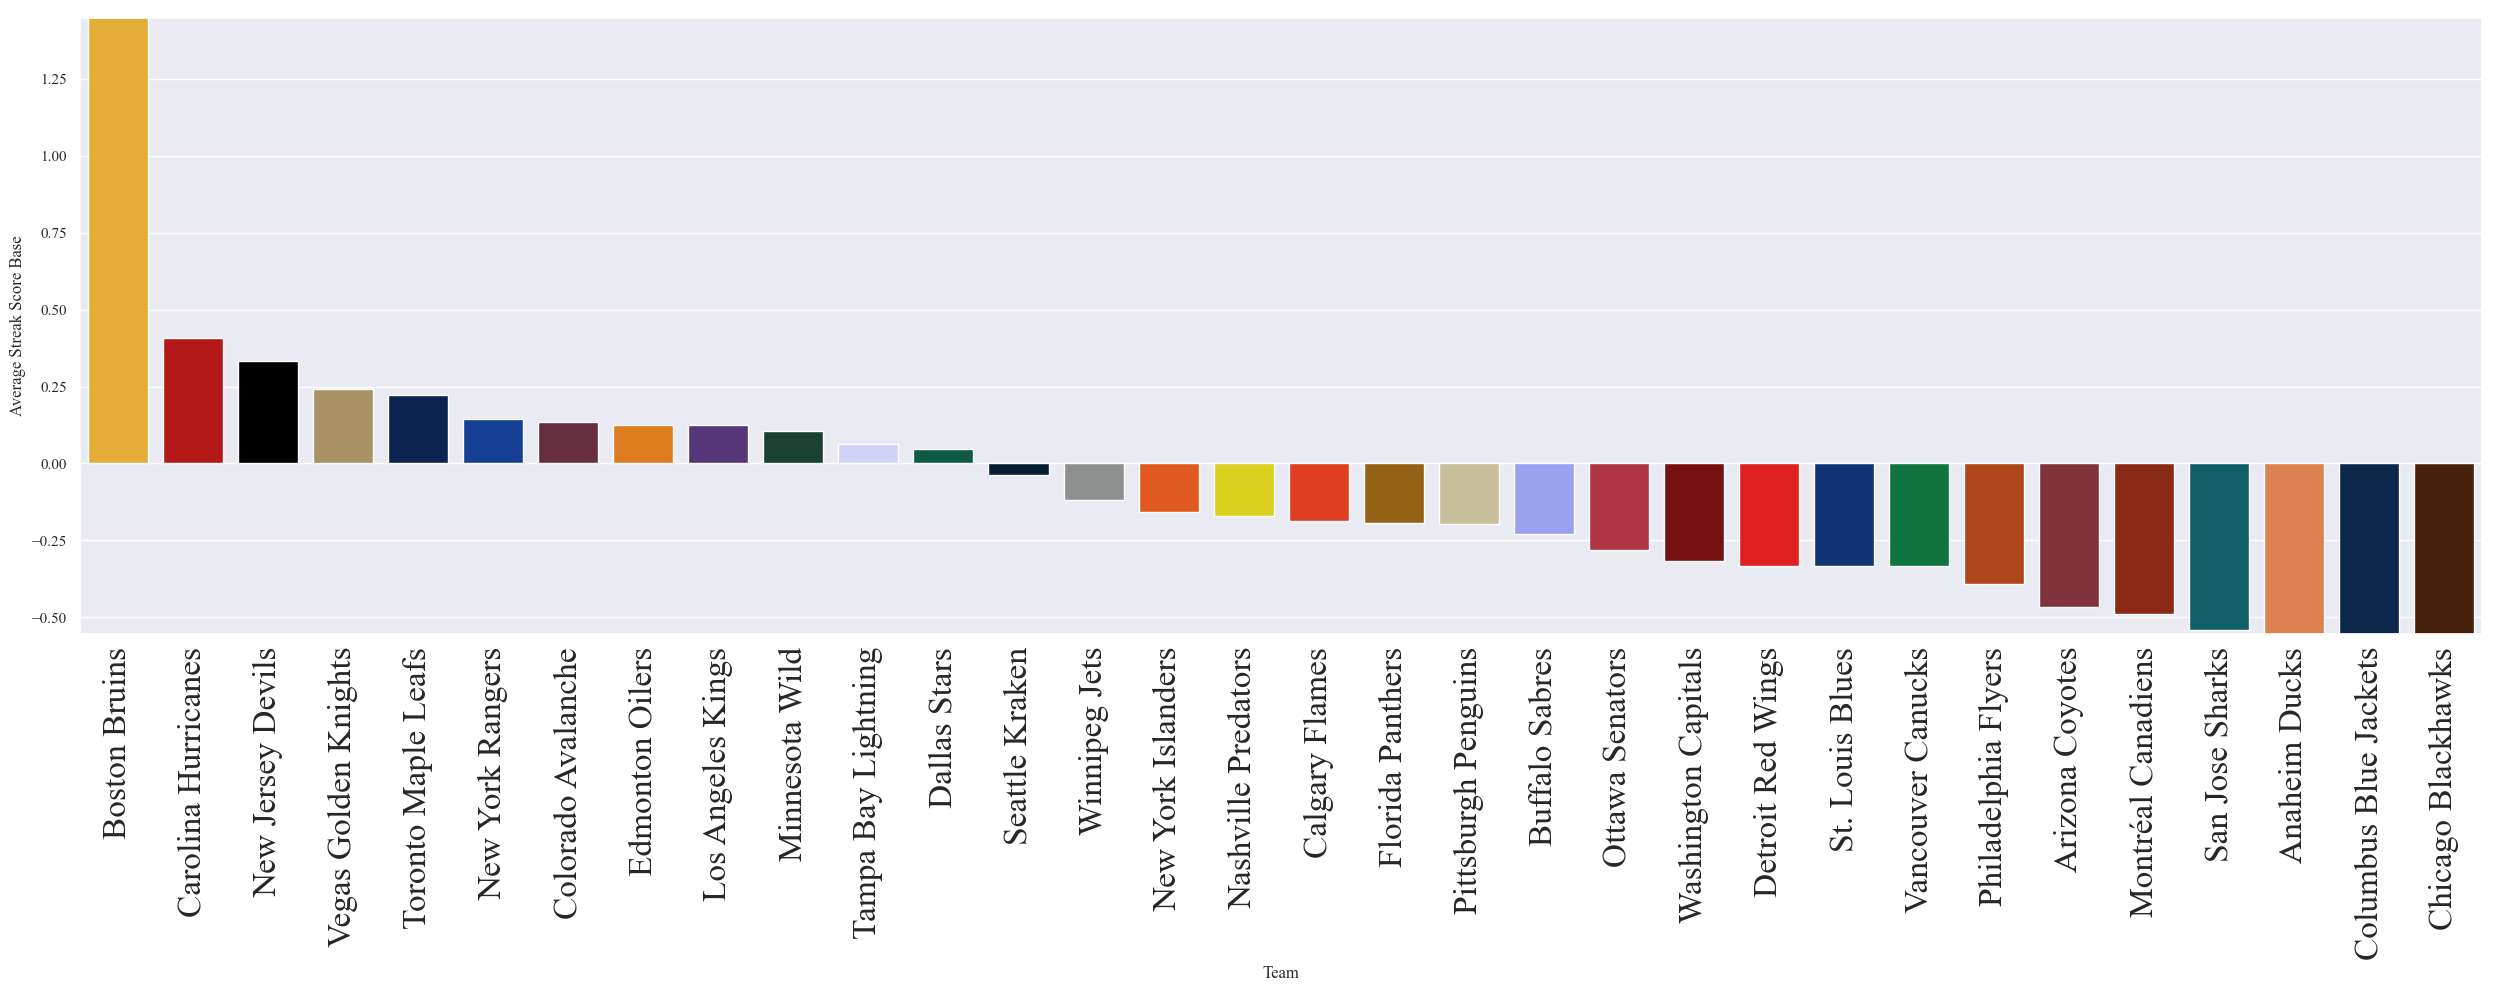 Average Streak Score Base
1.25
1.00
0.75
0.50
0.25
0.00
−0.25
−0.50
Boston Bruins
Carolina Hurricanes
New Jersey Devils
Vegas Golden Knights
Toronto Maple Leafs
New York Rangers
Colorado Avalanche
Edmonton Oilers
Los Angeles Kings
Minnesota Wild
Tampa Bay Lightning
Dallas Stars
Seattle Kraken
Winnipeg Jets
New York Islanders
Nashville Predators
Calgary Flames
Florida Panthers
Pittsburgh Penguins
Buffalo Sabres
Ottawa Senators
Washington Capitals
Detroit Red Wings
St. Louis Blues
Vancouver Canucks
Philadelphia Flyers
Arizona Coyotes
Montréal Canadiens
San Jose Sharks
Anaheim Ducks
Columbus Blue Jackets
Chicago Blackhawks
Team